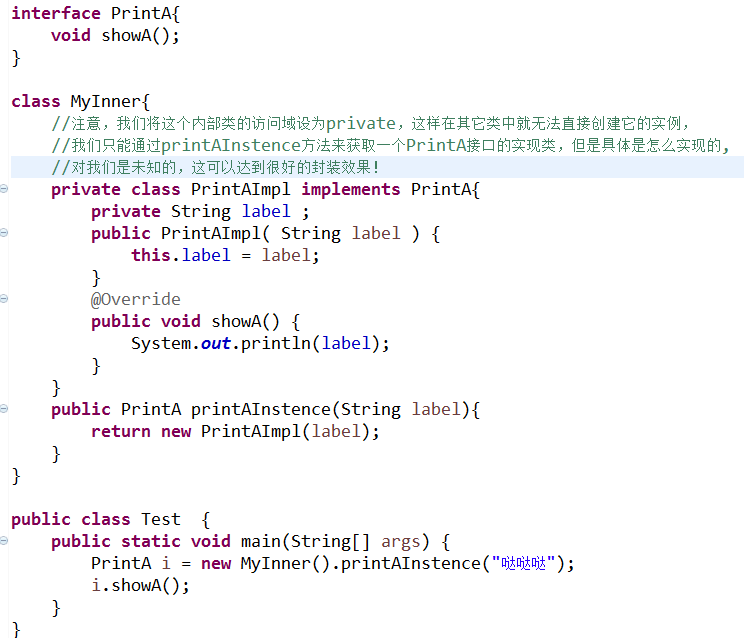 interface PrintA{
    void showA();
}

class MyInner{
    //注意，我们将这个内部类的访问域设为private，这样在其它类中就无法直接创建它的实例，
    //我们只能通过printAInstence方法来获取一个PrintA接口的实现类，但是具体是怎么实现的，
    //对我们是未知的，这可以达到很好的封装效果！
    private class PrintAImpl implements PrintA{
        private String label ;
        public PrintAImpl( String label ) {
            this.label = label;
        }
        @Override
        public void showA() {
            System.out.println(label);
        }
    }
    public PrintA printAInstence(String label){
        return new PrintAImpl(label);
    }
}

public class Test  {
    public static void main(String[] args) {
        PrintA i = new MyInner().printAInstence("哒哒哒");
        i.showA();
    }
}